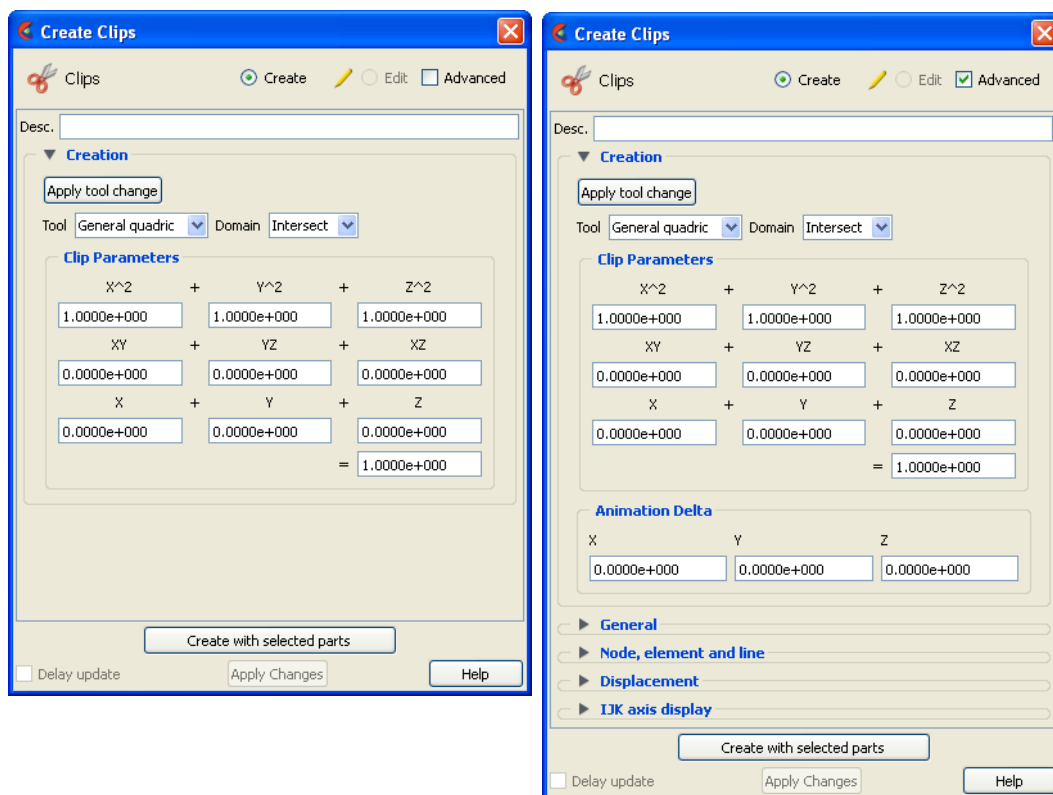 Create Clips
Clips Create Edit Advanced
Desc.
Creation
Apply tool change
Tool General quadric Domain Intersect
Clip Parameters
X^2 + Y^2 + Z^2
1.0000e+000 1.0000e+000 1.0000e+000
XY + YZ + XZ
0.0000e+000 0.0000e+000 0.0000e+000
X + Y + Z
0.0000e+000 0.0000e+000 0.0000e+000
= 1.0000e+000
Create with selected parts
Delay update Apply Changes Help
Create Clips
Clips Create Edit Advanced
Desc.
Creation
Apply tool change
Tool General quadric Domain Intersect
Clip Parameters
X^2 + Y^2 + Z^2
1.0000e+000 1.0000e+000 1.0000e+000
XY + YZ + XZ
0.0000e+000 0.0000e+000 0.0000e+000
X + Y + Z
0.0000e+000 0.0000e+000 0.0000e+000
= 1.0000e+000
Animation Delta
X Y Z
0.0000e+000 0.0000e+000 0.0000e+000
General
Node, element and line
Displacement
IJK axis display
Create with selected parts
Delay update Apply Changes Help